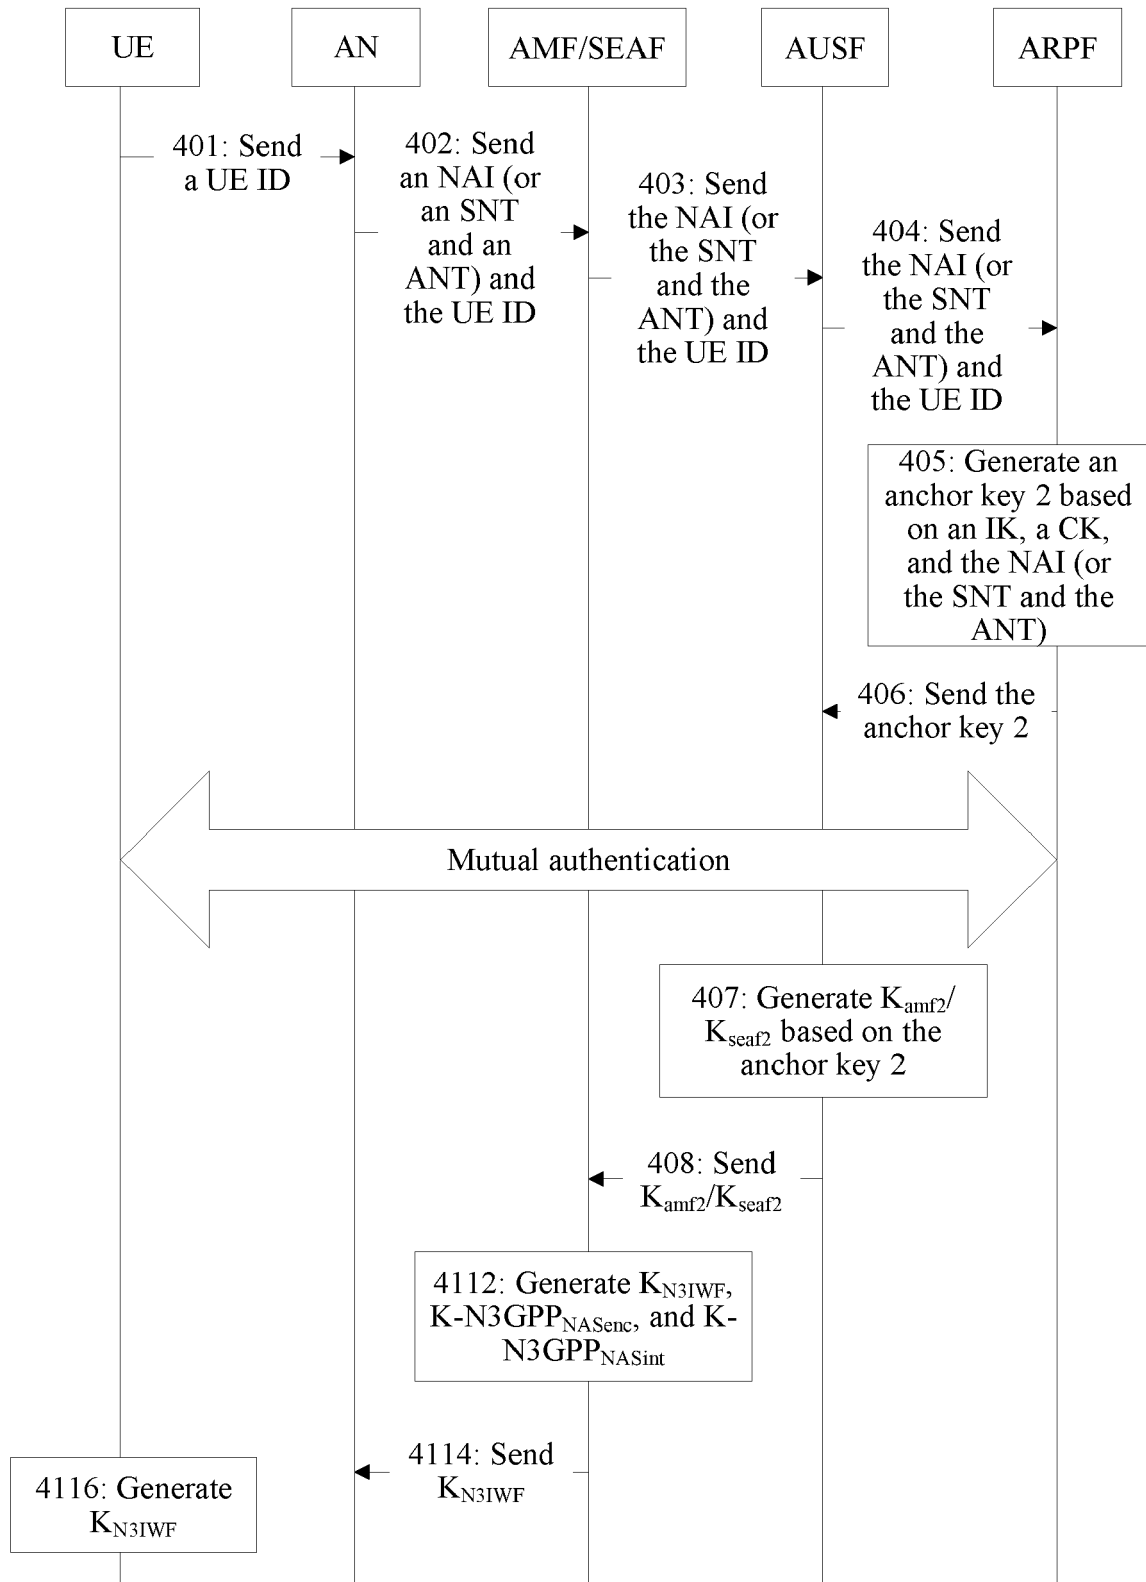 UE
AN
AMF/SEAF
AUSF
ARPF
401: Send
a UE ID
402: Send
an NAI (or
an SNT
and an
ANT) and
the UE ID
403: Send
the NAI (or
the SNT
and the
ANT) and
the UE ID
404: Send
the NAI (or
the SNT
and the
ANT) and
the UE ID
405: Generate an
anchor key 2 based
on an IK, a CK,
and the NAI (or
the SNT and the
ANT)
406: Send the
anchor key 2
Mutual authentication
407: Generate Kamf2/
Kseaf2 based on the
anchor key 2
408: Send
Kamf2/Kseaf2
4112: Generate KN3IWF,
K-N3GPPNASenc, and K-
N3GPPNASint
4114: Send
KN3IWF
4116: Generate
KN3IWF